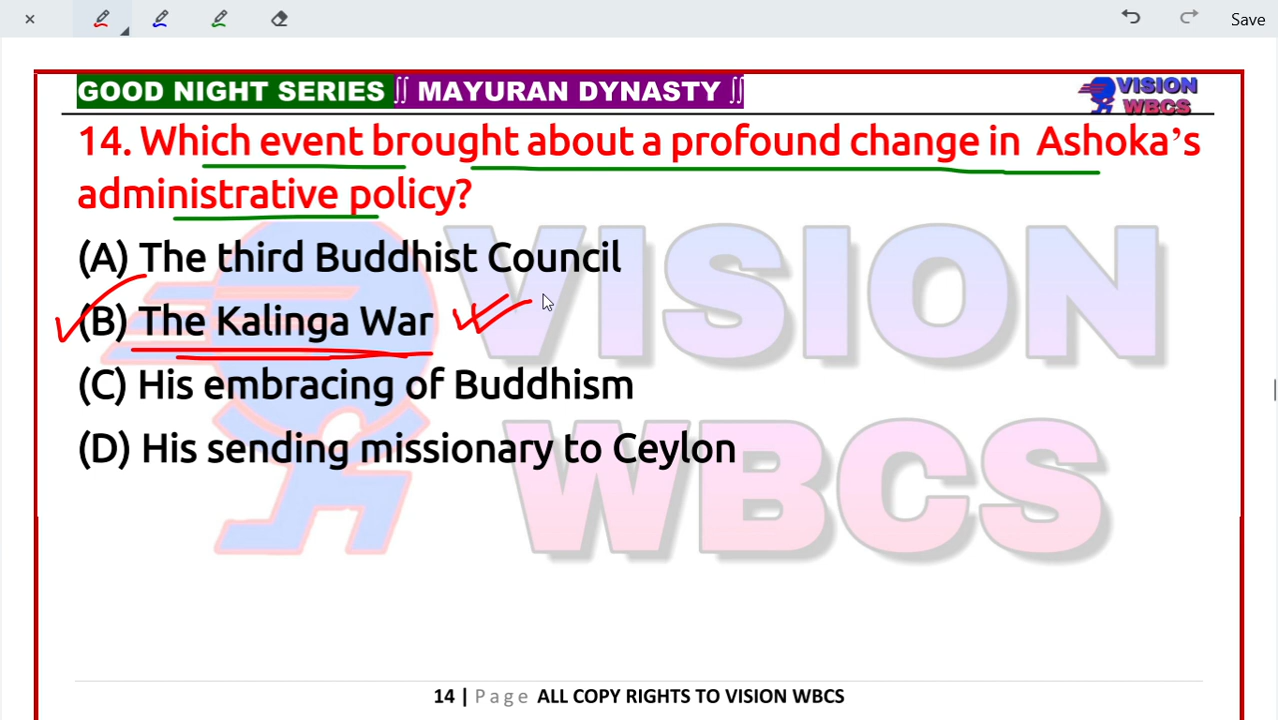 Save
GOOD NIGHT SERIES ∬ MAYURAN DYNASTY ∬
VISION
WBCS
14. Which event brought about a profound change in Ashoka’s
administrative policy?
(A) The third Buddhist Council
(B) The Kalinga War
(C) His embracing of Buddhism
(D) His sending missionary to Ceylon
VISION
WBCS
14 | Page ALL COPY RIGHTS TO VISION WBCS